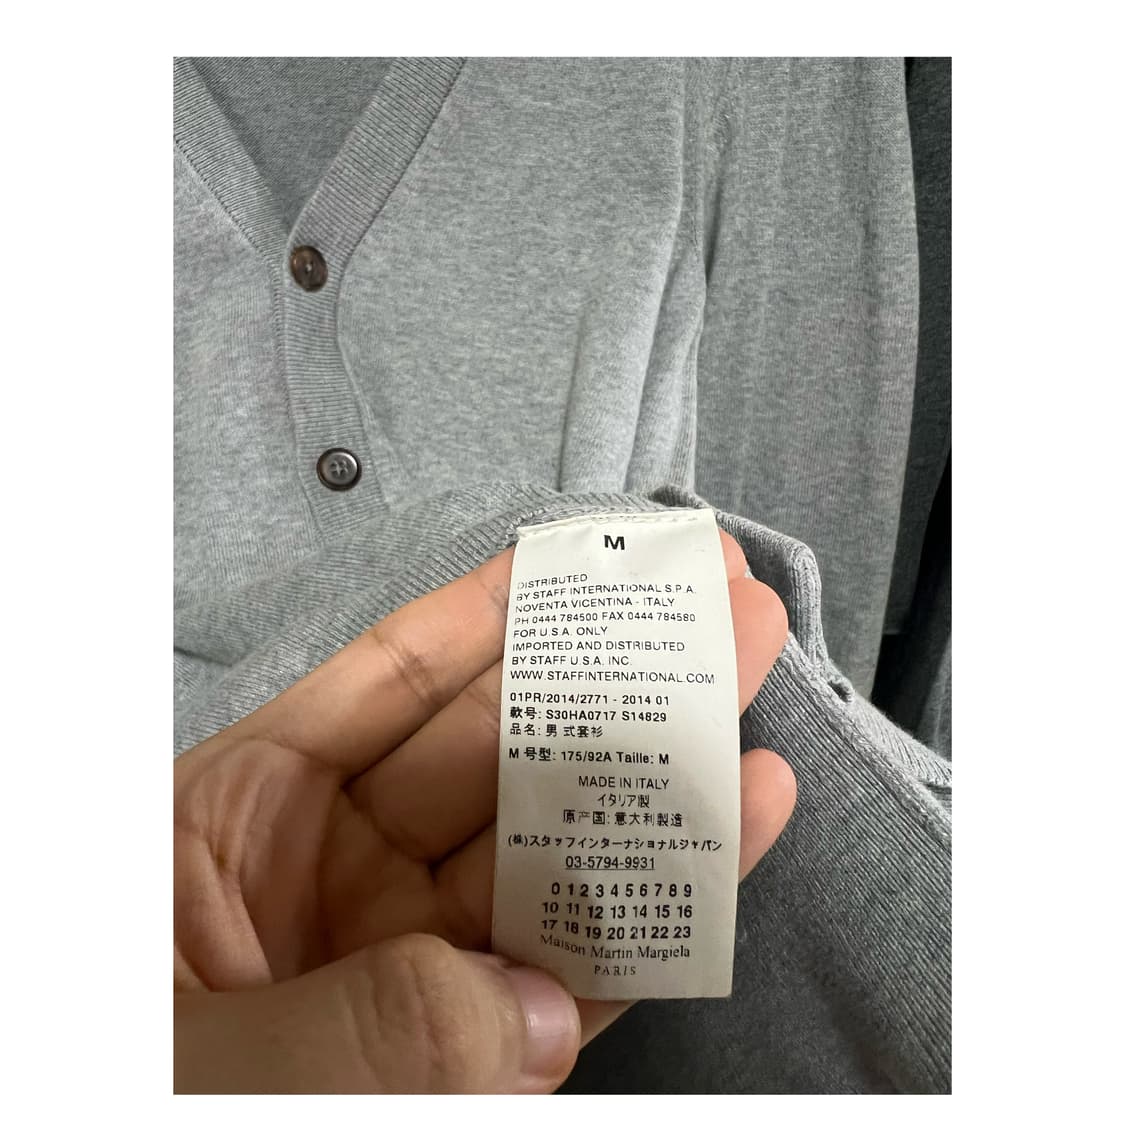 M
DISTRIBUTED
BY STAFF INTERNATIONAL S.P.A.
NOVENTA VICENTINA - ITALY
PH 0444 784500 FAX 0444 784580
FOR U.S.A. ONLY
IMPORTED AND DISTRIBUTED
BY STAFF U.S.A. INC.
WWW.STAFFINTERNATIONAL.COM
01PR/2014/2771 - 2014 01
款号: S30HA0717 S14829
品名: 男 式套衫
M 号型: 175/92A Taille: M
MADE IN ITALY
イタリア製
原产国: 意大利製造
(株)スタッフインターナショナルジャパン
03-5794-9931
0 1 2 3 4 5 6 7 8 9
10 11 12 13 14 15 16
17 18 19 20 21 22 23
Maison Martin Margiela
PARIS